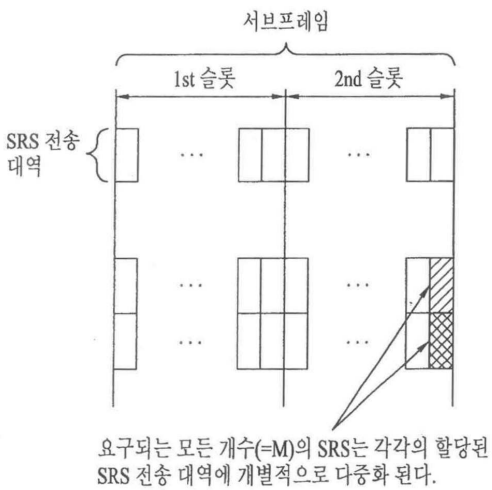 서브프레임
1st 슬롯
2nd 슬롯
SRS 전송
대역
...
...
...
...
...
...
요구되는 모든 개수(=M)의 SRS는 각각의 할당된
SRS 전송 대역에 개별적으로 다중화 된다.